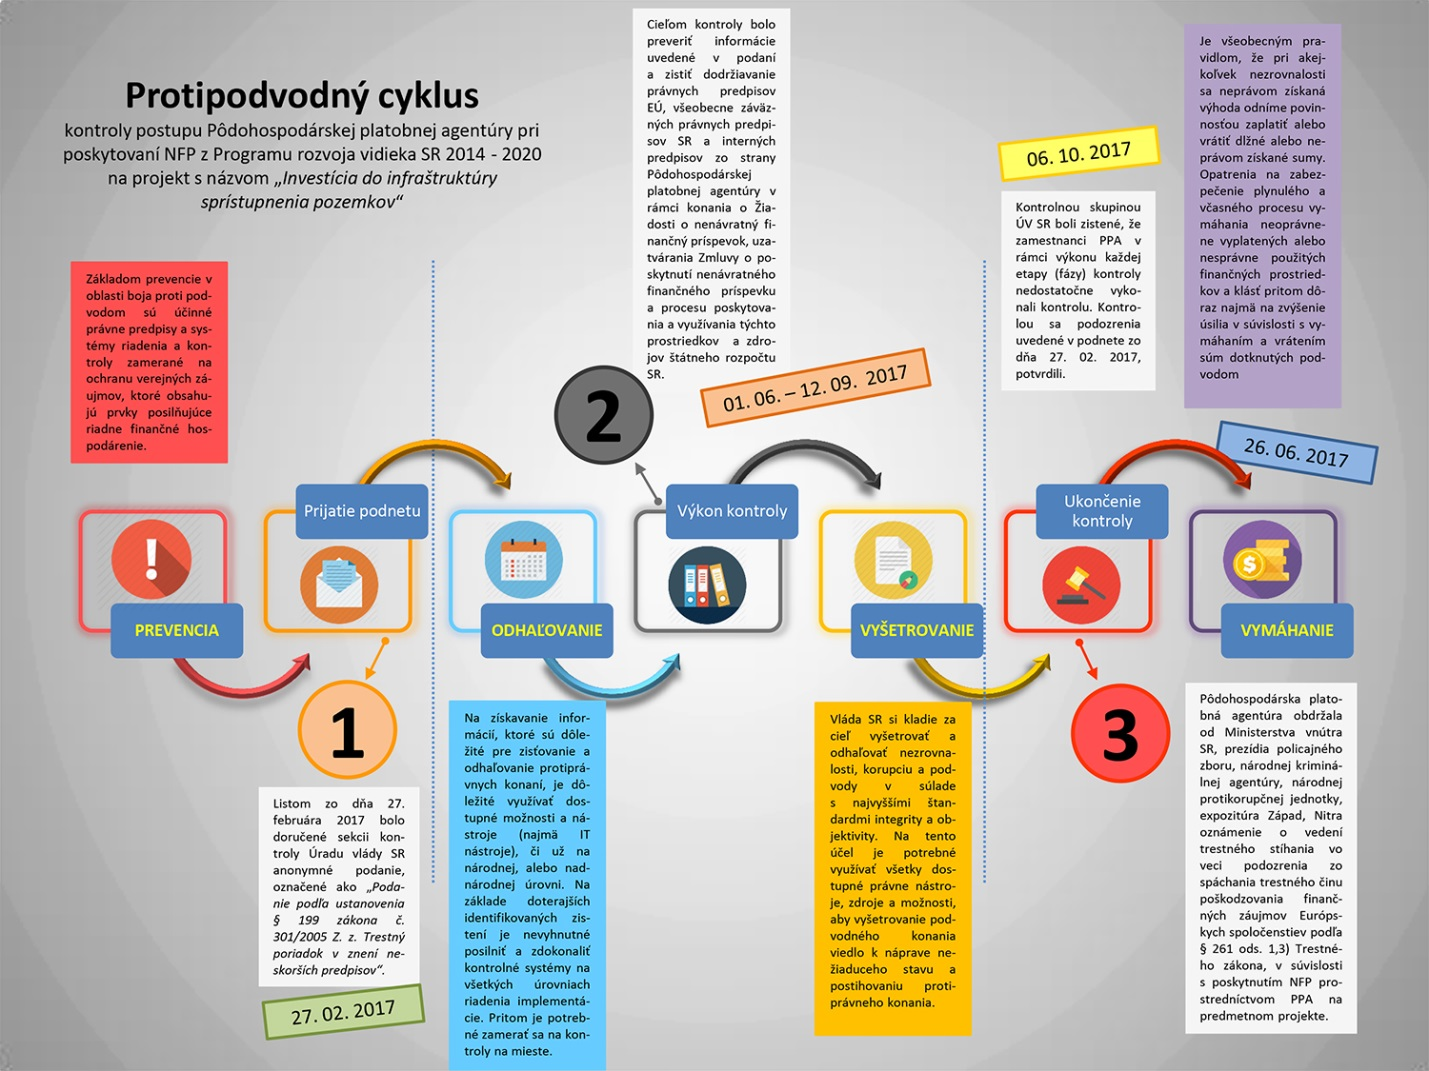 Protipodvodný cyklus
kontroly postupu Pôdohospodárskej platobnej agentúry pri
poskytovaní NFP z Programu rozvoja vidieka SR 2014 - 2020
na projekt s názvom „Investícia do infraštruktúry
sprístupnenia pozemkov“
Základom prevencie v
oblasti boja proti pod-
vodom sú účinné
právne predpisy a sys-
témy riadenia a kon-
troly zamerané na
ochranu verejných zá-
ujmov, ktoré obsahu-
jú prvky posilňujúce
riadne finančné hos-
podárenie.
PREVENCIA
Prijatie podnetu
1
Listom zo dňa 27.
februára 2017 bolo
doručené sekcii kon-
troly Úradu vlády SR
anonymné podanie,
označené ako „Poda-
nie podľa ustanovenia
§ 199 zákona č.
301/2005 Z. z. Trestný
poriadok v znení ne-
skorších predpisov“.
27. 02. 2017
ODHAĽOVANIE
Na získavanie infor-
mácií, ktoré sú dôle-
žité pre zisťovanie a
odhaľovanie protiprá-
vnych konaní, je dô-
ležité využívať dos-
tupné možnosti a ná-
stroje (najmä IT
nástroje), či už na
národnej, alebo nad-
národnej úrovni. Na
základe doterajších
identifikovaných zis-
tení je nevyhnutné
posilniť a zdokonaliť
kontrolné systémy na
všetkých úrovniach
riadenia implementá-
cie. Pritom je potreb-
né zamerať sa na kon-
troly na mieste.
Cieľom kontroly bolo
preveriť informácie
uvedené v podaní
a zistiť dodržiavanie
právnych predpisov
EÚ, všeobecne záväz-
ných právnych predpi-
sov SR a interných
predpisov zo strany
Pôdohospodárskej
platobnej agentúry v
rámci konania o Žia-
dosti o nenávratný fi-
nančný príspevok, uza-
tvárania Zmluvy o po-
skytnutí nenávratného
finančného príspevku
a procesu poskytova-
nia a využívania týchto
prostriedkov a zdro-
jov štátneho rozpočtu
SR.
01. 06. – 12. 09. 2017
2
Výkon kontroly
VYŠETROVANIE
Vláda SR si kladie za
cieľ vyšetrovať a
odhaľovať nezrovna-
losti, korupciu a pod-
vody v súlade
s najvyššími štan-
dardmi integrity a ob-
jektivity. Na tento
účel je potrebné
využívať všetky dos-
tupné právne nástro-
je, zdroje a možnosti,
aby vyšetrovanie pod-
vodného konania
viedlo k náprave ne-
žiaduceho stavu a
postihovaniu proti-
právneho konania.
06. 10. 2017
Kontrolnou skupinou
ÚV SR boli zistené, že
zamestnanci PPA v
rámci výkonu každej
etapy (fázy) kontroly
nedostatočne vyko-
nali kontrolu. Kontro-
lou sa podozrenia
uvedené v podnete zo
dňa 27. 02. 2017,
potvrdili.
Ukončenie
kontroly
3
Je všeobecným pra-
vidlom, že pri akej-
koľvek nezrovnalosti
sa neprávom získaná
výhoda odníme povin-
nosťou zaplatiť alebo
vrátiť dlžné alebo ne-
právom získané sumy.
Opatrenia na zabez-
pečenie plynulého a
včasného procesu vy-
máhania neoprávne-
ne vyplatených alebo
nesprávne použitých
finančných prostried-
kov a klásť pritom dô-
raz najmä na zvýšenie
úsilia v súvislosti s vy-
máhaním a vrátením
súm dotknutých pod-
vodom
26. 06. 2017
VYMÁHANIE
Pôdohospodárska plato-
bná agentúra obdržala
od Ministerstva vnútra
SR, prezídia policajného
zboru, národnej kriminá-
lnej agentúry, národnej
protikorupčnej jednotky,
expozitúra Západ, Nitra
oznámenie o vedení
trestného stíhania vo
veci podozrenia zo
spáchania trestného činu
poškodzovania finanč-
ných záujmov Európs-
kych spoločenstiev podľa
§ 261 ods. 1,3) Trestné-
ho zákona, v súvislosti
s poskytnutím NFP pro-
stredníctvom PPA na
predmetnom projekte.